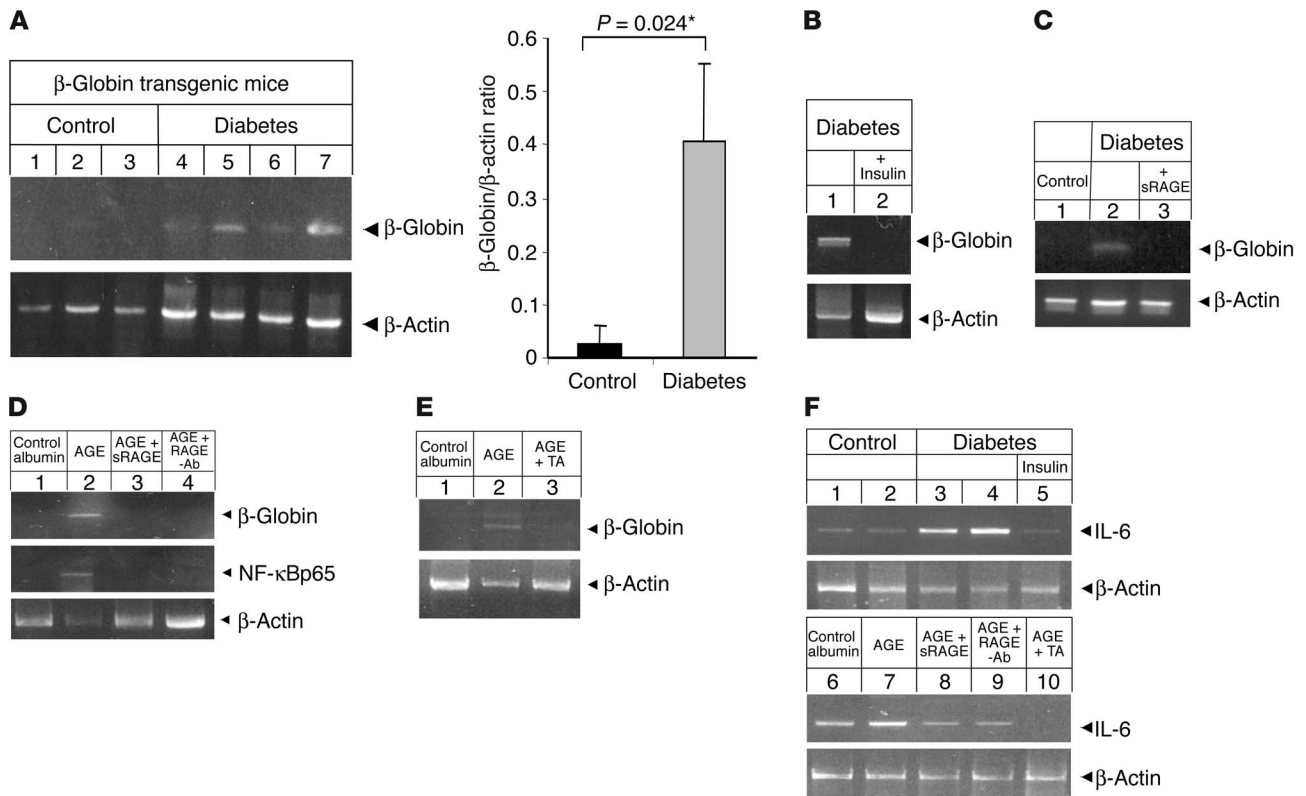 A
β-Globin transgenic mice
Control Diabetes
1 2 3 4 5 6 7
β-Globin
β-Actin
P = 0.024*
β-Globin/β-actin ratio
0.6
0.5
0.4
0.3
0.2
0.1
0
Control Diabetes
B
Diabetes
+
Insulin
1 2
β-Globin
β-Actin
C
Diabetes
Control
+
sRAGE
1 2 3
β-Globin
β-Actin
D
Control
albumin
AGE
AGE +
sRAGE
AGE +
RAGE
-Ab
1 2 3 4
β-Globin
NF-κBp65
β-Actin
E
Control
albumin
AGE
AGE
+ TA
1 2 3
β-Globin
β-Actin
F
Control Diabetes
Insulin
1 2 3 4 5
IL-6
β-Actin
Control
albumin
AGE
AGE +
sRAGE
AGE +
RAGE
-Ab
AGE
+ TA
6 7 8 9 10
IL-6
β-Actin